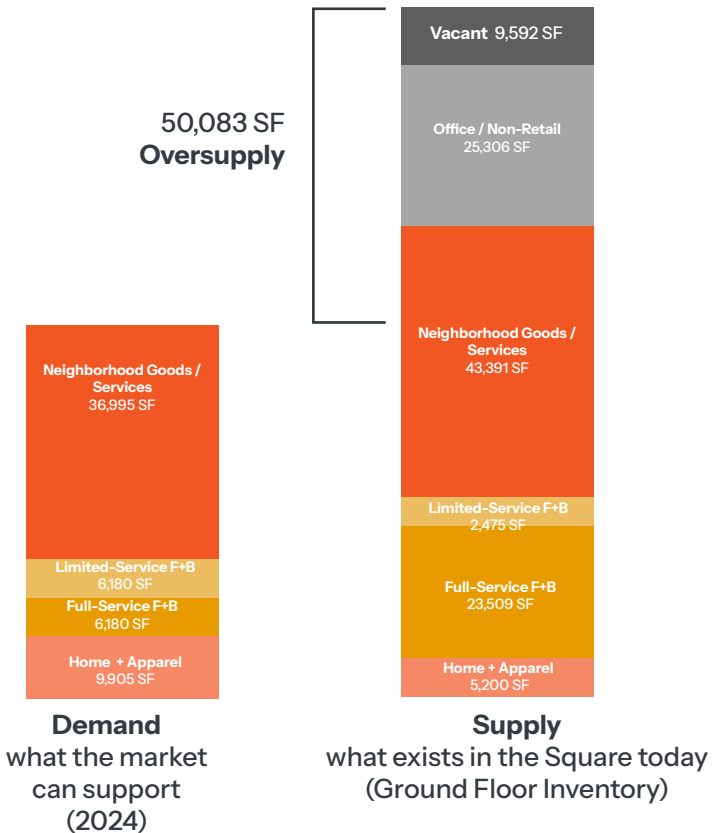 50,083 SF
Oversupply
Neighborhood Goods /
Services
36,995 SF
Limited-Service F+B
6,180 SF
Full-Service F+B
6,180 SF
Home + Apparel
9,905 SF
Demand
what the market
can support
(2024)
Vacant 9,592 SF
Office / Non-Retail
25,306 SF
Neighborhood Goods /
Services
43,391 SF
Limited-Service F+B
2,475 SF
Full-Service F+B
23,509 SF
Home + Apparel
5,200 SF
Supply
what exists in the Square today
(Ground Floor Inventory)